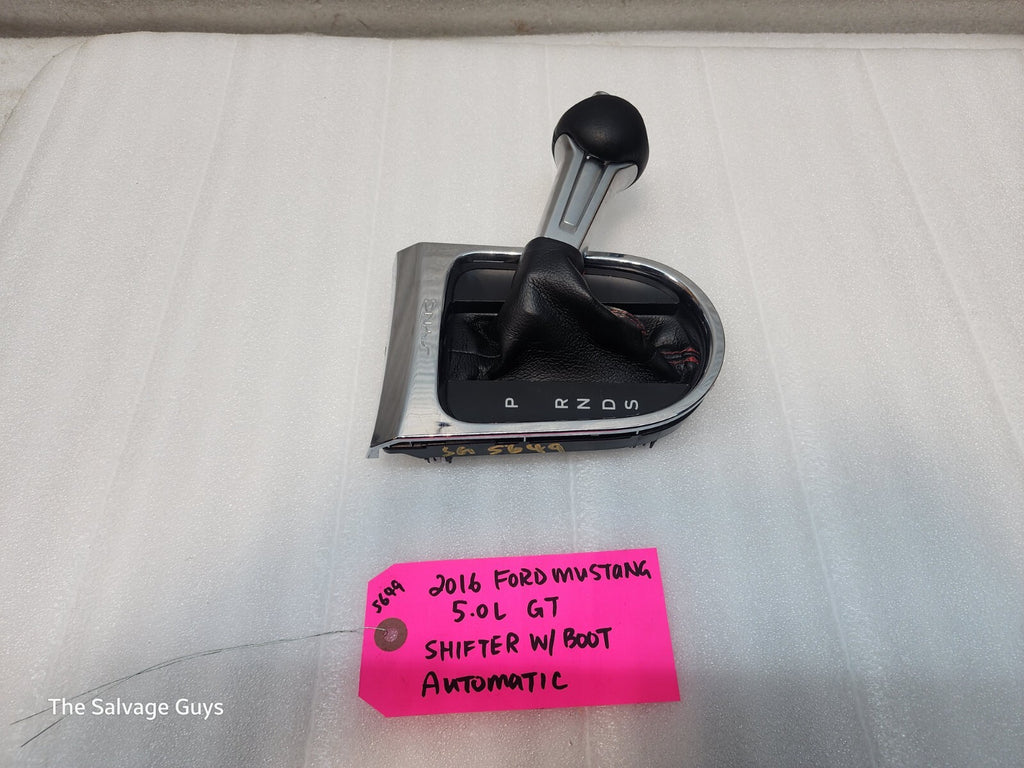 P R N D S
SG 5649
5649
2016 FORD MUSTANG
5.0L GT
SHIFTER W/ BOOT
AUTOMATIC
The Salvage Guys